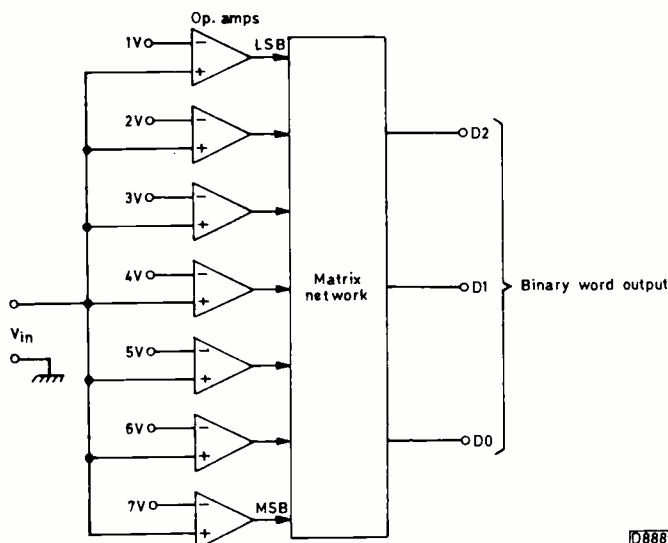 Op. amps
1V
−
+
LSB
2V
−
+
D2
3V
−
+
4V
−
+
Matrix
network
D1
Binary word output
Vin
5V
−
+
6V
−
+
D0
7V
−
+
MSB
D888